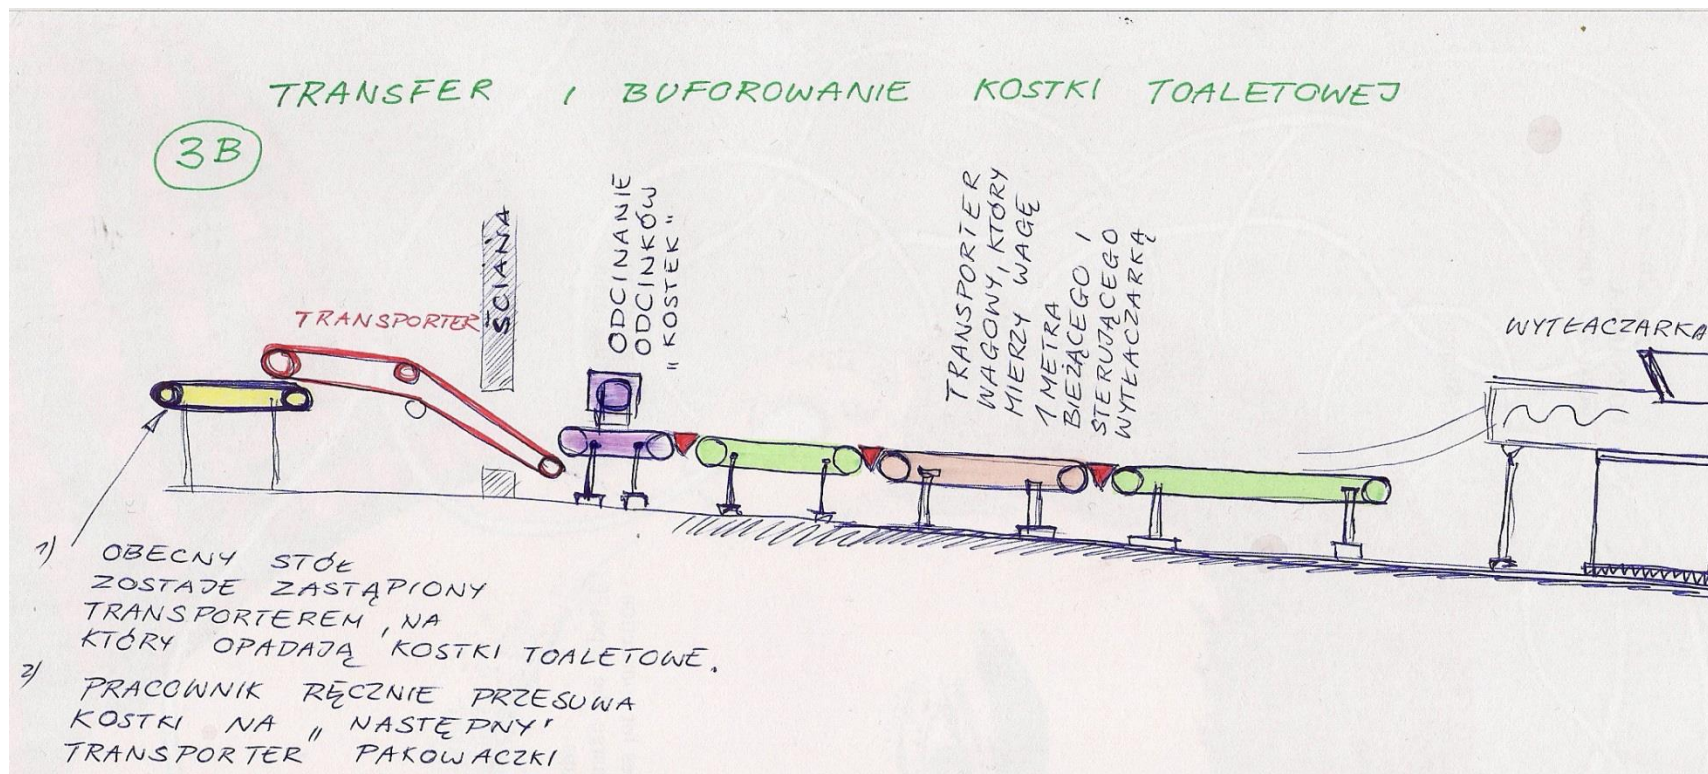 TRANSFER I BUFOROWANIE KOSTKI TOALETOWEJ
3B
ŚCIANA
ODCINANIE
ODCINKÓW
"KOSTEK"
TRANSPORTER
WAGOWY, KTÓRY
MIERZY WAGĘ
1 METRA
BIEŻĄCEGO I
STERUJĄCEGO
WYTŁACZARKĄ
TRANSPORTER
WYTŁACZARKA
1) OBECNY STÓŁ
ZOSTAJE ZASTĄPIONY
TRANSPORTEREM, NA
KTÓRY OPADAJĄ KOSTKI TOALETOWE.
2) PRACOWNIK RĘCZNIE PRZESUWA
KOSTKI NA "NASTĘPNY"
TRANSPORTER PAKOWACZKI